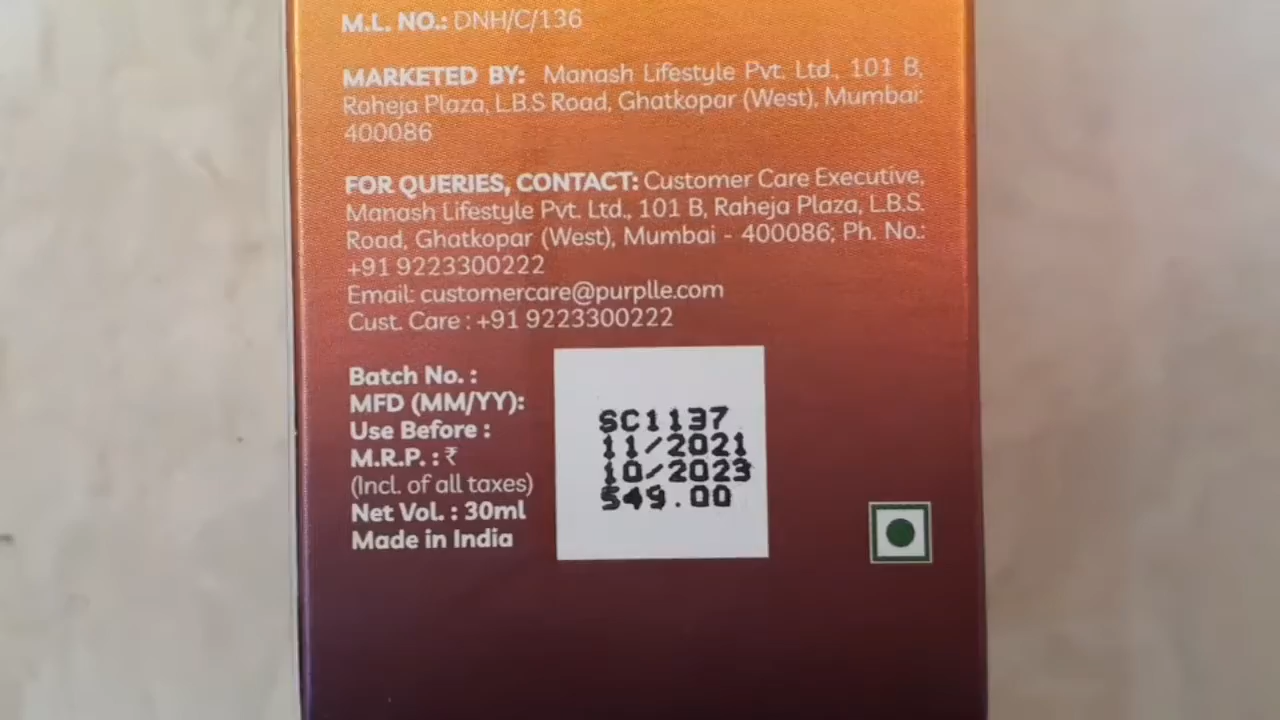 M.L. NO.: DNH/C/136
MARKETED BY: Manash Lifestyle Pvt. Ltd., 101 B,
Raheja Plaza, L.B.S Road, Ghatkopar (West), Mumbai:
400086
FOR QUERIES, CONTACT: Customer Care Executive,
Manash Lifestyle Pvt. Ltd., 101 B, Raheja Plaza, L.B.S.
Road, Ghatkopar (West), Mumbai - 400086; Ph. No.:
+91 9223300222
Email: customercare@purplle.com
Cust. Care : +91 9223300222
Batch No. : SC1137
MFD (MM/YY): 11/2021
Use Before : 10/2023
M.R.P. : ₹ 549.00
(Incl. of all taxes)
Net Vol. : 30ml
Made in India